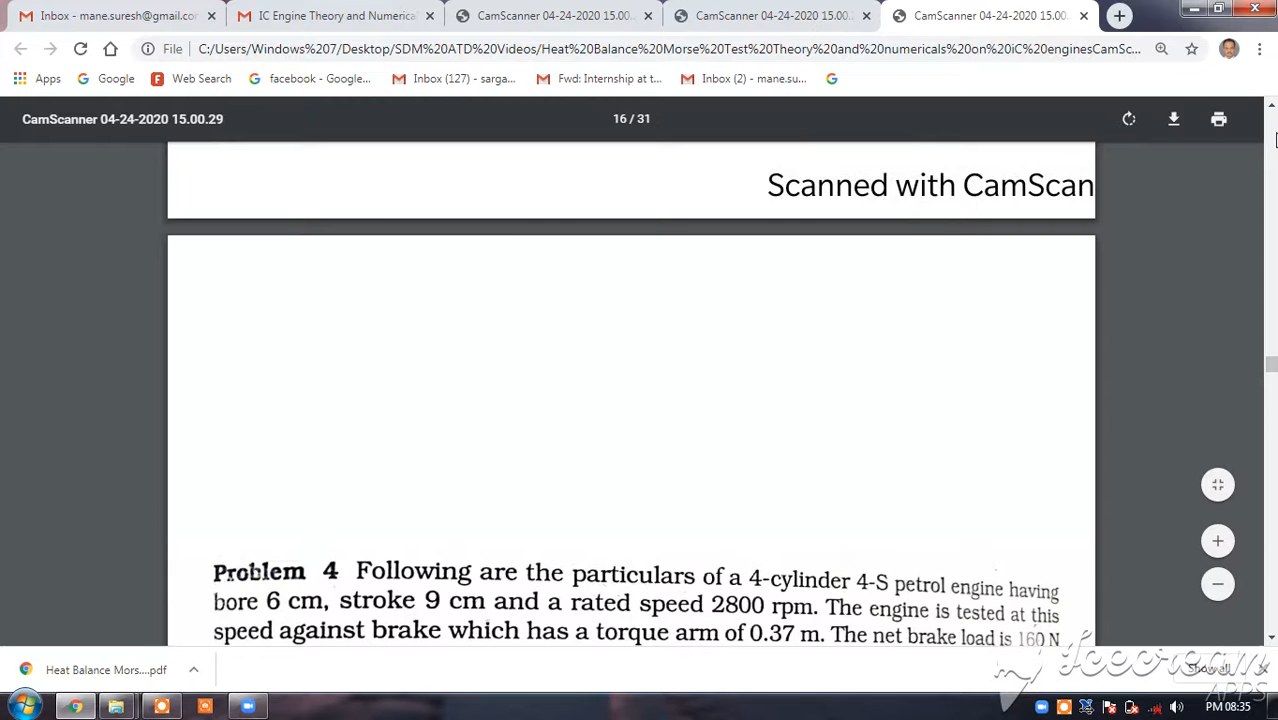 Inbox - mane.suresh@gmail.co
IC Engine Theory and Numerica
CamScanner 04-24-2020 15.00...
CamScanner 04-24-2020 15.00.2
CamScanner 04-24-2020 15.00...
File
C:/Users/Windows%207/Desktop/SDM%20ATD%20Videos/Heat%20Balance%20Morse%20Test%20Theory%20and%20numericals%20on%20iC%20enginesCamSc...
Apps
Google
Web Search
facebook - Google...
Inbox (127) - sarga...
Fwd: Internship at t...
Inbox (2) - mane.su...
CamScanner 04-24-2020 15.00.29
16 / 31
Scanned with CamScan
Problem 4 Following are the particulars of a 4-cylinder 4-S petrol engine having
bore 6 cm, stroke 9 cm and a rated speed 2800 rpm. The engine is tested at this
speed against brake which has a torque arm of 0.37 m. The net brake load is 160 N
Heat Balance Mors....pdf
Show all
Icecream
APPS
PM 08:35